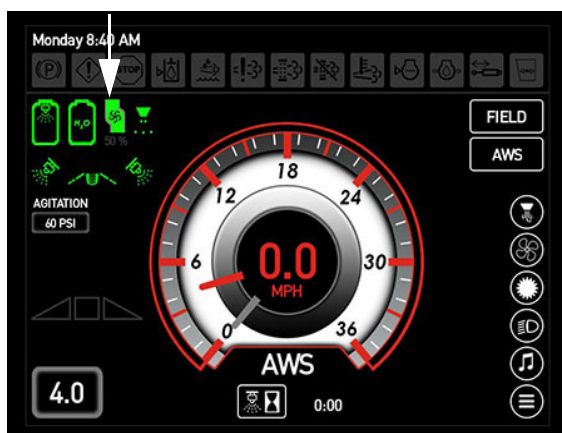 Monday 8:40 AM
(P)
STOP
H₂O
50 %
FIELD
AWS
AGITATION
60 PSI
0
6
12
18
24
30
36
0.0
MPH
AWS
4.0
0:00